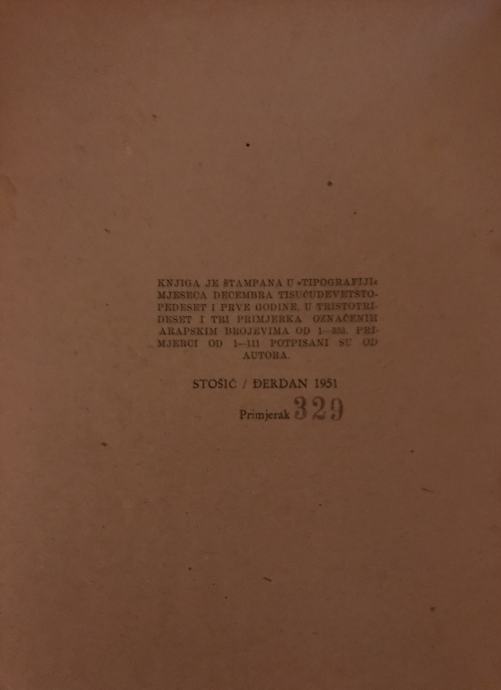 KNJIGA JE ŠTAMPANA U »TIPOGRAFIJI«
MJESECA DECEMBRA TISUĆUDEVETSTO-
PEDESET I PRVE GODINE, U TRISTOTRI-
DESET I TRI PRIMJERKA OZNAČENIH
ARAPSKIM BROJEVIMA OD 1—333. PRI-
MJERCI OD 1—111 POTPISANI SU OD
AUTORA.
STOŠIĆ / ĐERDAN 1951
Primjerak 329